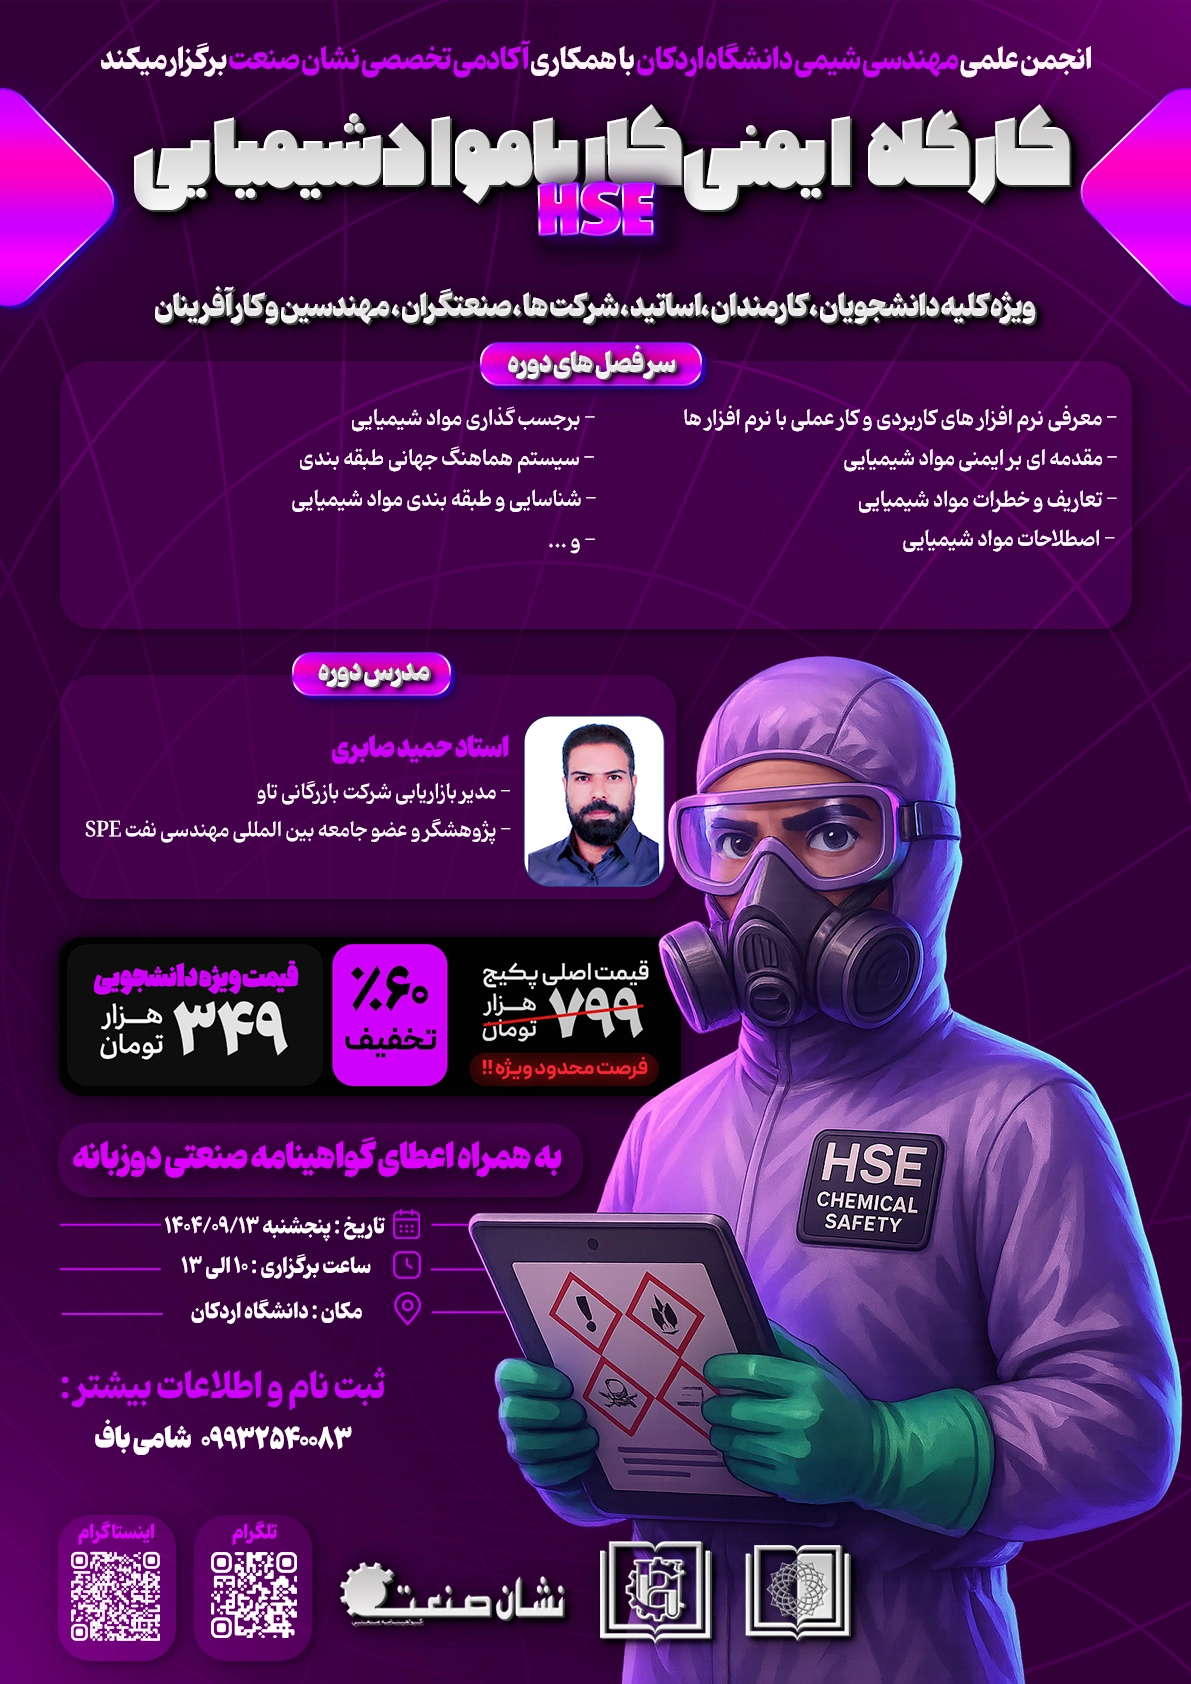 انجمن علمی مهندسی شیمی دانشگاه اردکان با همکاری آکادمی تخصصی نشان صنعت برگزار میکند
کارگاه ایمنی کار با مواد شیمیایی
HSE
ویژه کلیه دانشجویان ، کارمندان ،اساتید ، شرکت ها ، صنعتگران ، مهندسین و کارآفرینان
سر فصل های دوره
- معرفی نرم افزار های کاربردی و کار عملی با نرم افزار ها
- مقدمه ای بر ایمنی مواد شیمیایی
- تعاریف و خطرات مواد شیمیایی
- اصطلاحات مواد شیمیایی
- برجسب گذاری مواد شیمیایی
- سیستم هماهنگ جهانی طبقه بندی
- شناسایی و طبقه بندی مواد شیمیایی
- و ...
مدرس دوره
استاد حمید صابری
- مدیر بازاریابی شرکت بازرگانی تاو
- پژوهشگر و عضو جامعه بین المللی مهندسی نفت SPE
قیمت اصلی پکیج
۷۹۹ هـزار تومان
فرصت محدود ویژه !!
٪۶۰
تخفیف
قیمت ویژه دانشجویی
۳۴۹ هـزار تومان
HSE
CHEMICAL
SAFETY
به همراه اعطای گواهینامه صنعتی دوزبانه
تاریخ : پنجشنبه ۱۴۰۴/۰۹/۱۳
ساعت برگزاری : ۱۰ الی ۱۳
مکان : دانشگاه اردکان
ثبت نام و اطلاعات بیشتر :
۰۹۹۳۲۵۴۰۰۸۳ شامی باف
تلگرام
اینستاگرام
نشان صنعت
گواهینامه صنعتی